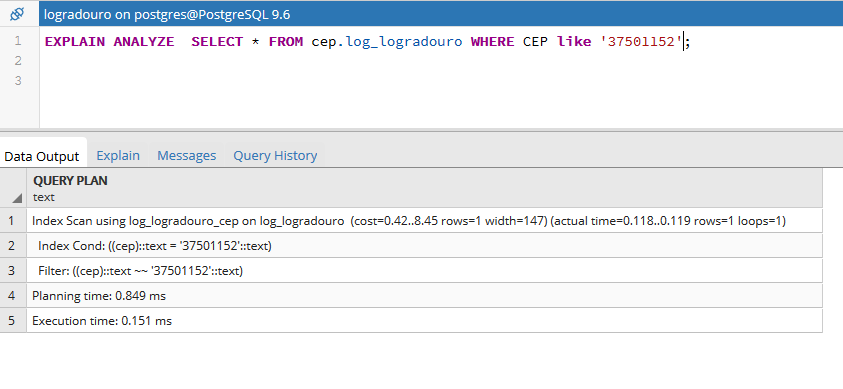 logradouro on postgres@PostgreSQL 9.6
1 EXPLAIN ANALYZE  SELECT * FROM cep.log_logradouro WHERE CEP like '37501152';
2
3
Data Output Explain Messages Query History
QUERY PLAN
text
1 Index Scan using log_logradouro_cep on log_logradouro (cost=0.42..8.45 rows=1 width=147) (actual time=0.118..0.119 rows=1 loops=1)
2 Index Cond: ((cep)::text = '37501152'::text)
3 Filter: ((cep)::text ~~ '37501152'::text)
4 Planning time: 0.849 ms
5 Execution time: 0.151 ms